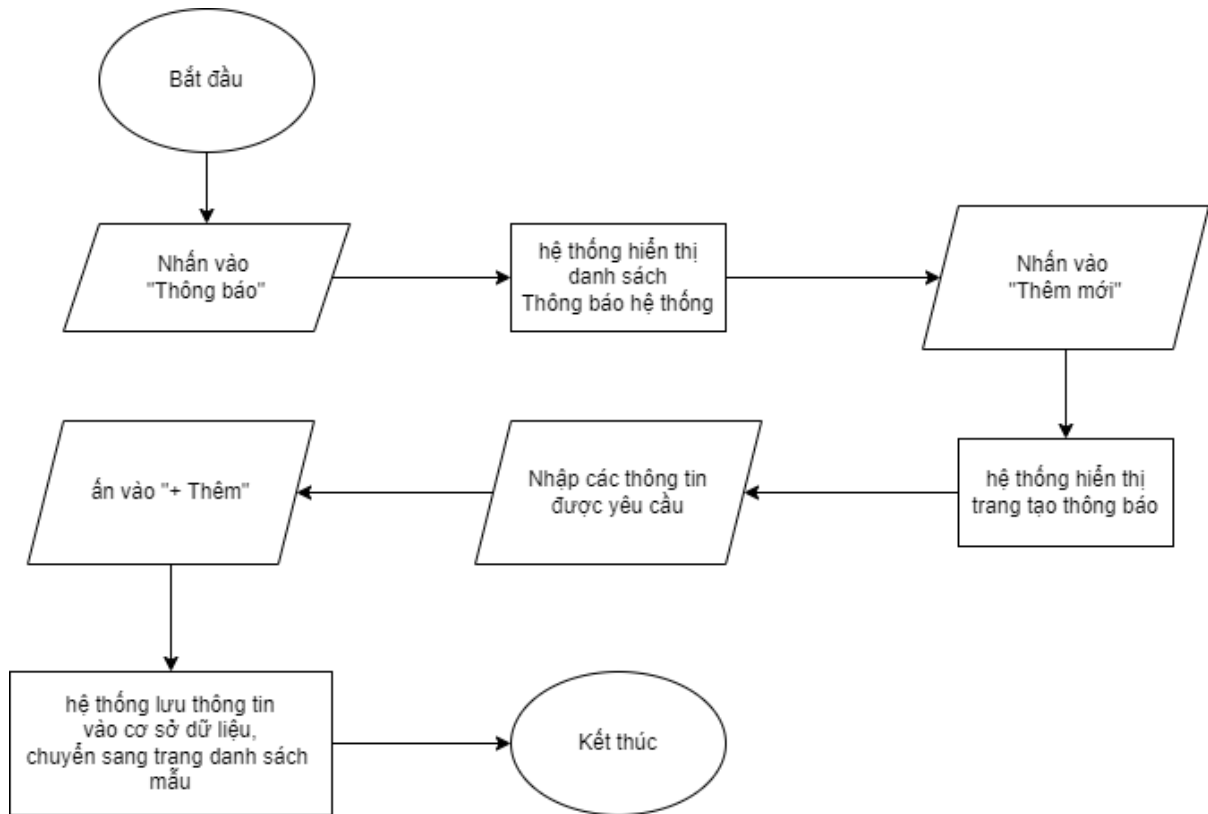 Bắt đầu
Nhấn vào
"Thông báo"
hệ thống hiển thị
danh sách
Thông báo hệ thống
Nhấn vào
"Thêm mới"
hệ thống hiển thị
trang tạo thông báo
Nhập các thông tin
được yêu cầu
ấn vào "+ Thêm"
hệ thống lưu thông tin
vào cơ sở dữ liệu,
chuyển sang trang danh sách
mẫu
Kết thúc